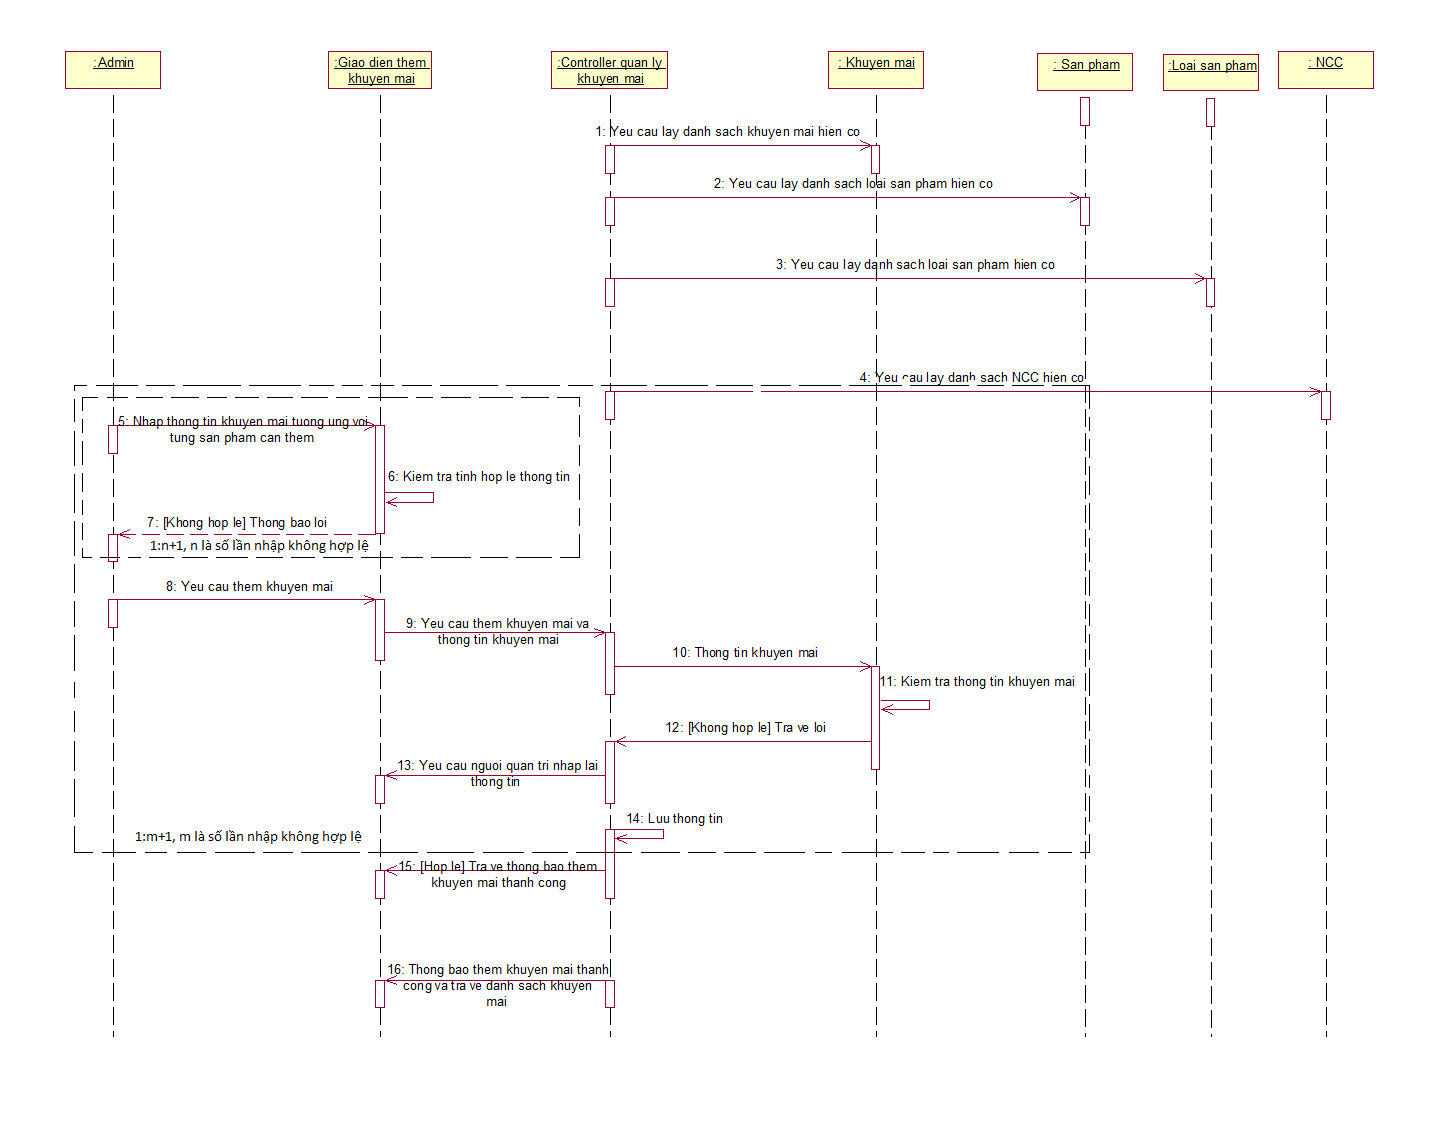 :Admin
:Giao dien them
khuyen mai
:Controller quan ly
khuyen mai
: Khuyen mai
: San pham
:Loai san pham
: NCC
1: Yeu cau lay danh sach khuyen mai hien co
2: Yeu cau lay danh sach loai san pham hien co
3: Yeu cau lay danh sach loai san pham hien co
4: Yeu cau lay danh sach NCC hien co
5: Nhap thong tin khuyen mai tuong ung voi
tung san pham can them
6: Kiem tra tinh hop le thong tin
7: [Khong hop le] Thong bao loi
1:n+1, n là số lần nhập không hợp lệ
8: Yeu cau them khuyen mai
9: Yeu cau them khuyen mai va
thong tin khuyen mai
10: Thong tin khuyen mai
11: Kiem tra thong tin khuyen mai
12: [Khong hop le] Tra ve loi
13: Yeu cau nguoi quan tri nhap lai
thong tin
14: Luu thong tin
1:m+1, m là số lần nhập không hợp lệ
15: [Hop le] Tra ve thong bao them
khuyen mai thanh cong
16: Thong bao them khuyen mai thanh
cong va tra ve danh sach khuyen
mai